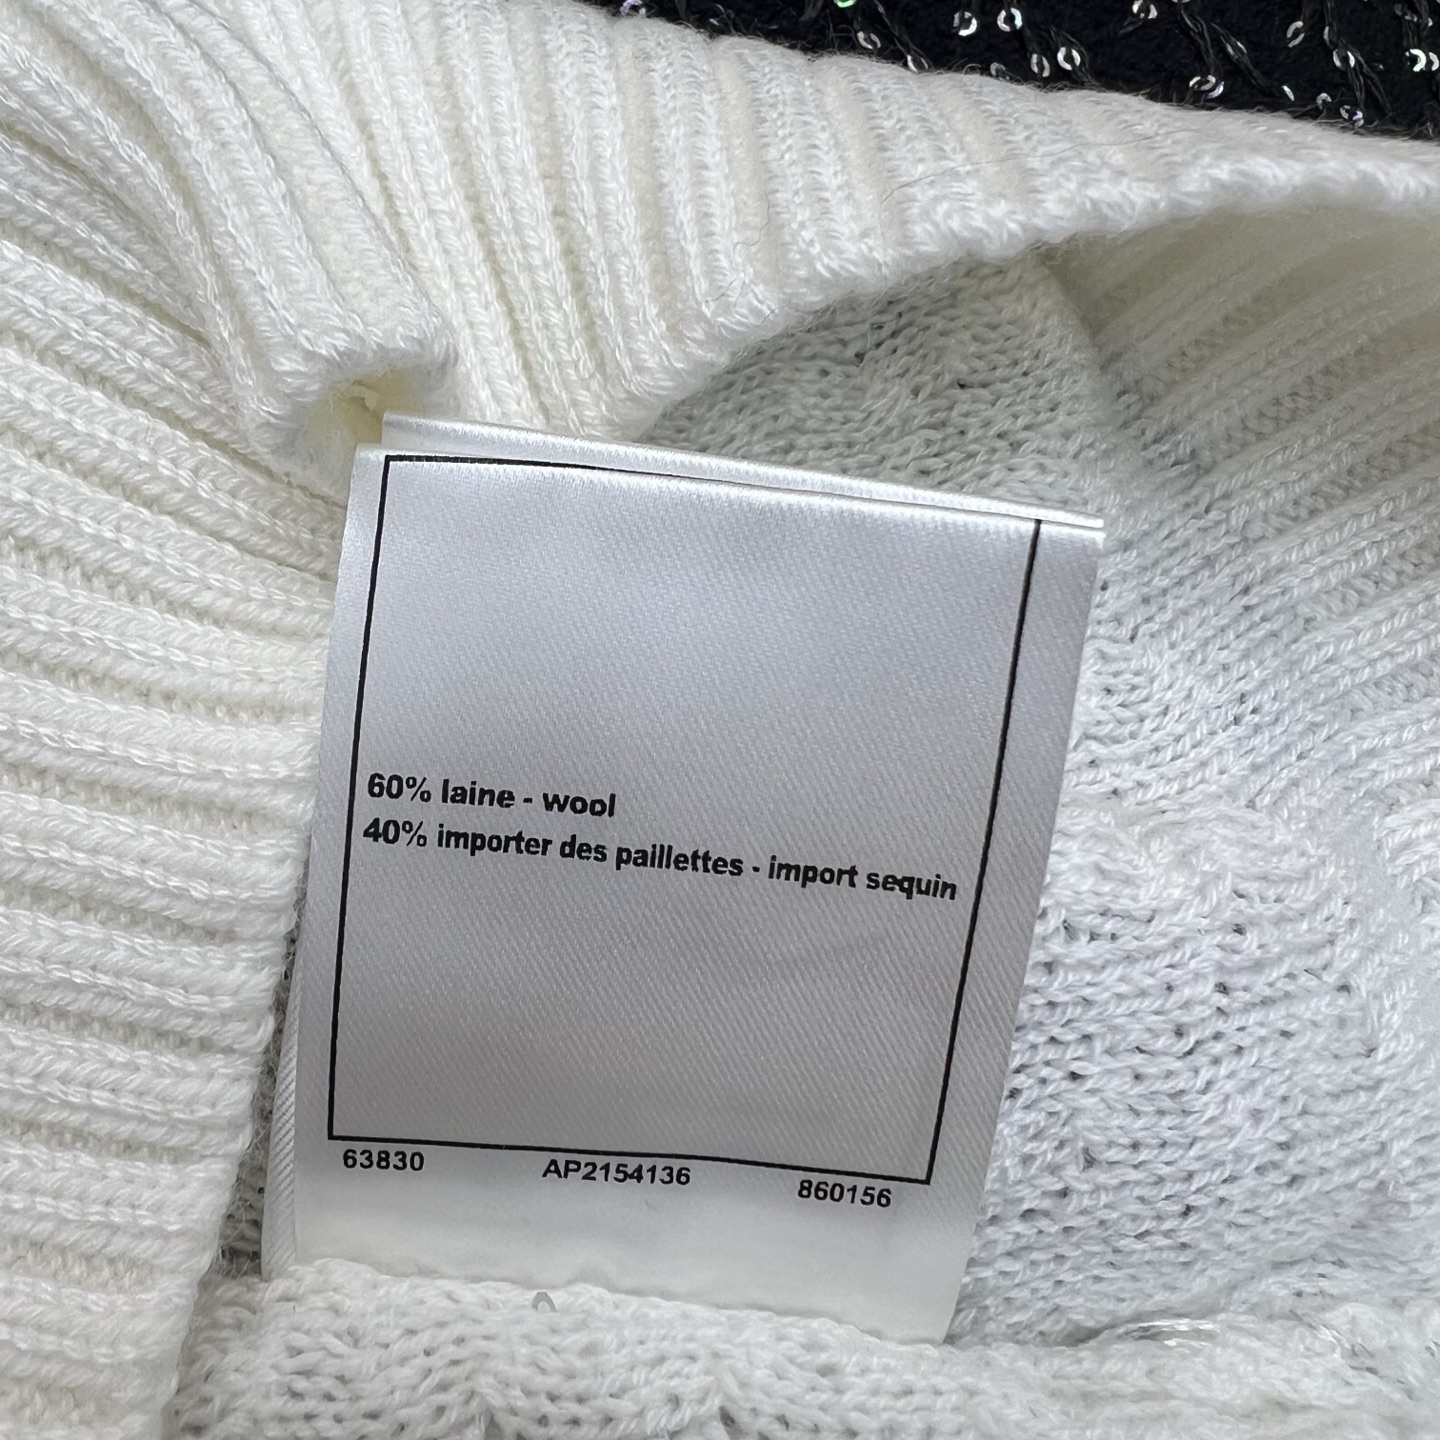 60% laine - wool
40% importer des paillettes - import sequin
63830 AP2154136 860156